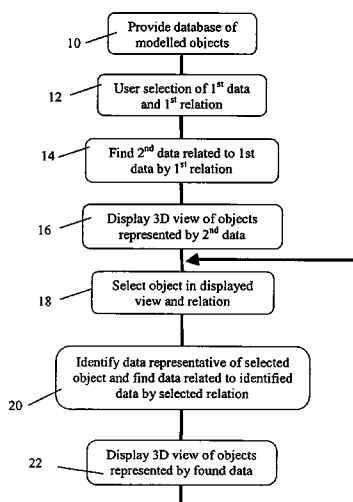 10
Provide database of
modelled objects
12
User selection of 1st data
and 1st relation
14
Find 2nd data related to 1st
data by 1st relation
16
Display 3D view of objects
represented by 2nd data
18
Select object in displayed
view and relation
Identify data representative of selected
object and find data related to identified
data by selected relation
20
Display 3D view of objects
represented by found data
22